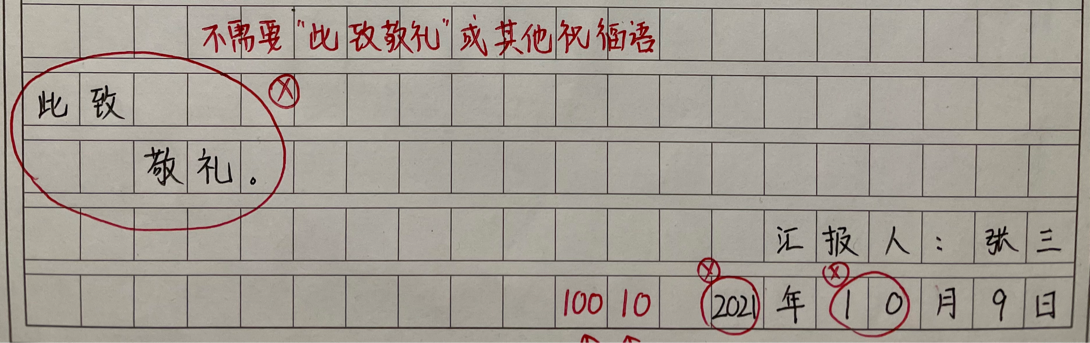 不需要"此致敬礼"或其他祝福语
此致
敬礼。
汇报人：张三
100 10 2021年10月9日